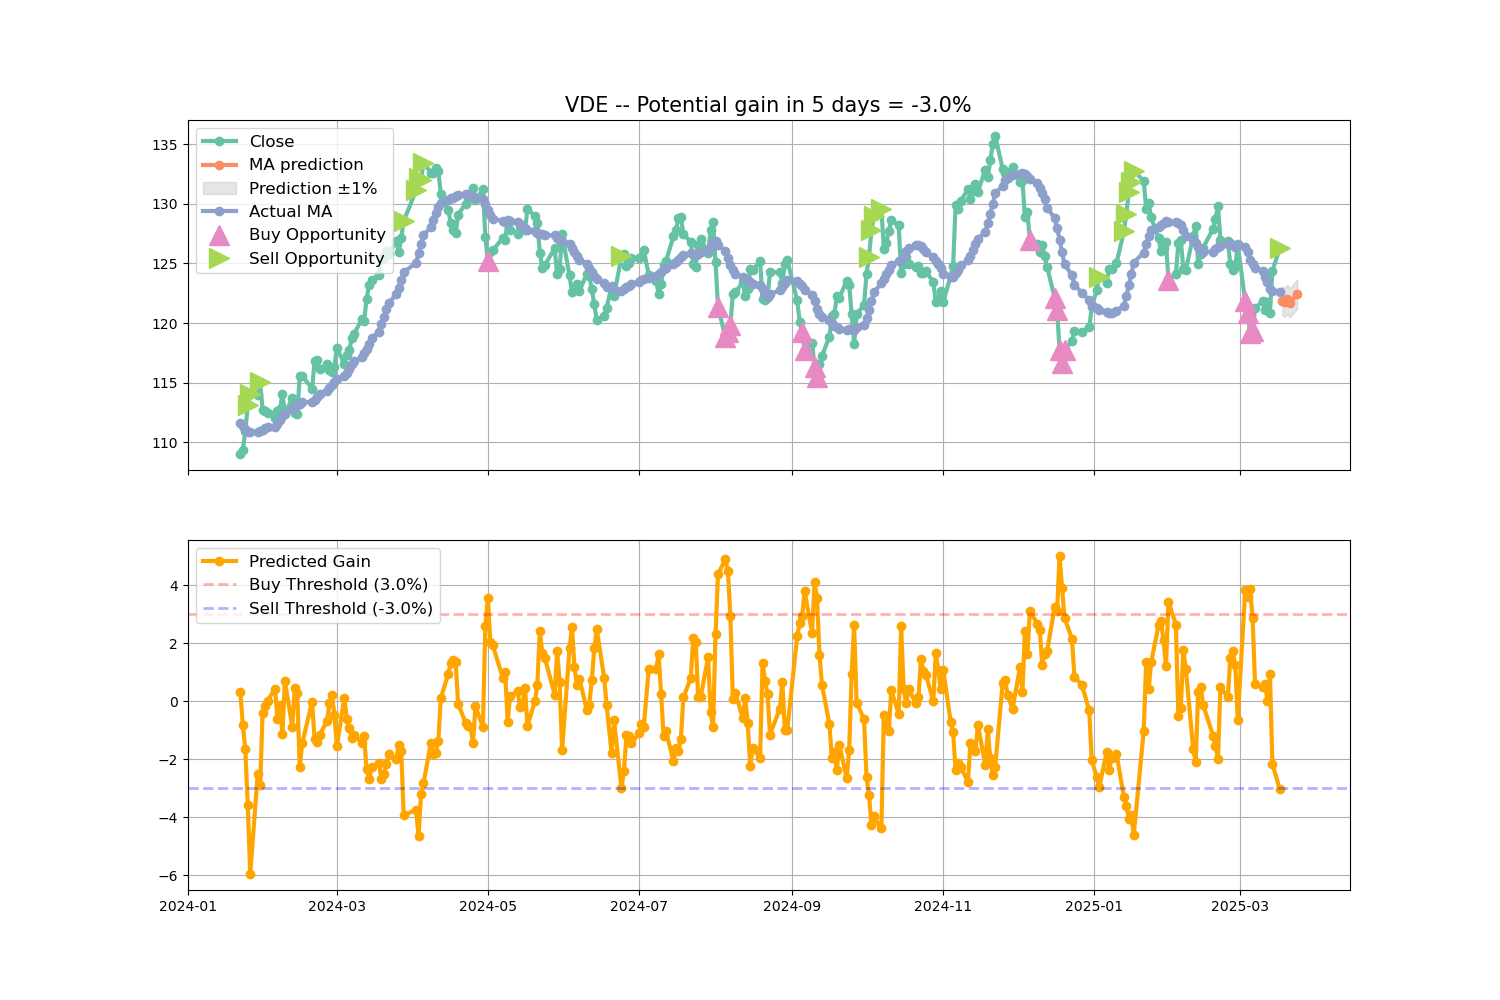 VDE -- Potential gain in 5 days = -3.0%
135
130
125
120
115
110
Close
MA prediction
Prediction ±1%
Actual MA
Buy Opportunity
Sell Opportunity
4
2
0
−2
−4
−6
Predicted Gain
Buy Threshold (3.0%)
Sell Threshold (-3.0%)
2024-01 2024-03 2024-05 2024-07 2024-09 2024-11 2025-01 2025-03